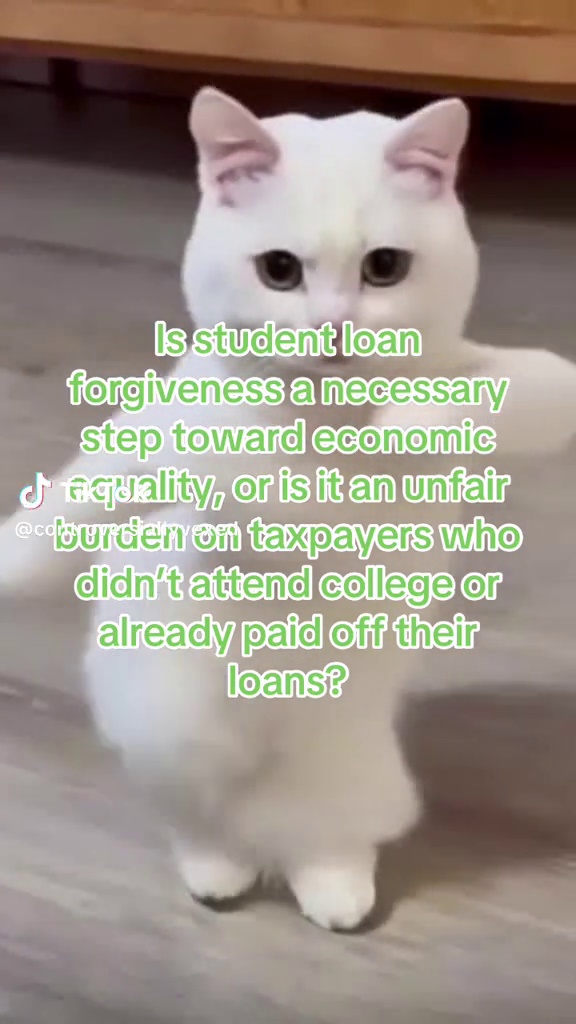 Is student loan
forgiveness a necessary
step toward economic
equality, or is it an unfair
TikTok
@controversiallyvexed
burden on taxpayers who
didn't attend college or
already paid off their
loans?